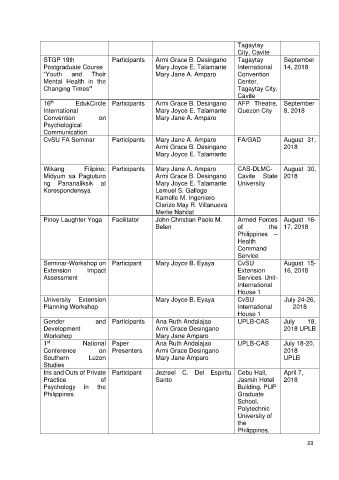 Tagaytay
City, Cavite
STGP 19th Participants Armi Grace B. Desingano Tagaytay September
Postgraduate Course Mary Joyce E. Talamante International 14, 2018
"Youth and Their Mary Jane A. Amparo Convention
Mental Health in the Center,
Changing Times" Tagaytay City,
Cavite
16th EdukCircle Participants Armi Grace B. Desingano AFP Theatre, September
International Mary Joyce E. Talamante Quezon City 8, 2018
Convention on Mary Jane A. Amparo
Psychological
Communication
CvSU FA Seminar Participants Mary Jane A. Amparo FA/GAD August 31,
Armi Grace B. Desingano 2018
Mary Joyce E. Talamante
Wikang Filipino: Participants Mary Jane A. Amparo CAS-DLMC- August 30,
Midyum sa Pagtuturo Armi Grace B. Desingano Cavite State 2018
ng Pananaliksik at Mary Joyce E. Talamante University
Korespondensya Lemuel S. Gallogo
Karnelle M. Ingeniero
Clarize May R. Villanueva
Merlie Nahilat
Pinoy Laughter Yoga Facilitator John Christian Paolo M. Armed Forces August 16-
Belen of the 17, 2018
Philippines –
Health
Command
Service
Seminar-Workshop on Participant Mary Joyce B. Eyaya CvSU August 15-
Extension Impact Extension 16, 2018
Assessment Services Unit-
International
House 1
University Extension Mary Joyce B. Eyaya CvSU July 24-26,
Planning Workshop International 2018
House 1
Gender and Participants Ana Ruth Andalajao UPLB-CAS July 18,
Development Armi Grace Desingano 2018 UPLB
Workshop Mary Jane Amparo
1st National Paper Ana Ruth Andalajao UPLB-CAS July 18-20,
Conference on Presenters Armi Grace Desingano 2018
Southern Luzon Mary Jane Amparo UPLB
Studies
Ins and Outs of Private Participant Jezreel C. Del Espiritu Cebu Hall, April 7,
Practice of Santo Jasmin Hotel 2018
Psychology in the Building, PUP
Philippines Graduate
School,
Polytechnic
University of
the
Philippines,
33